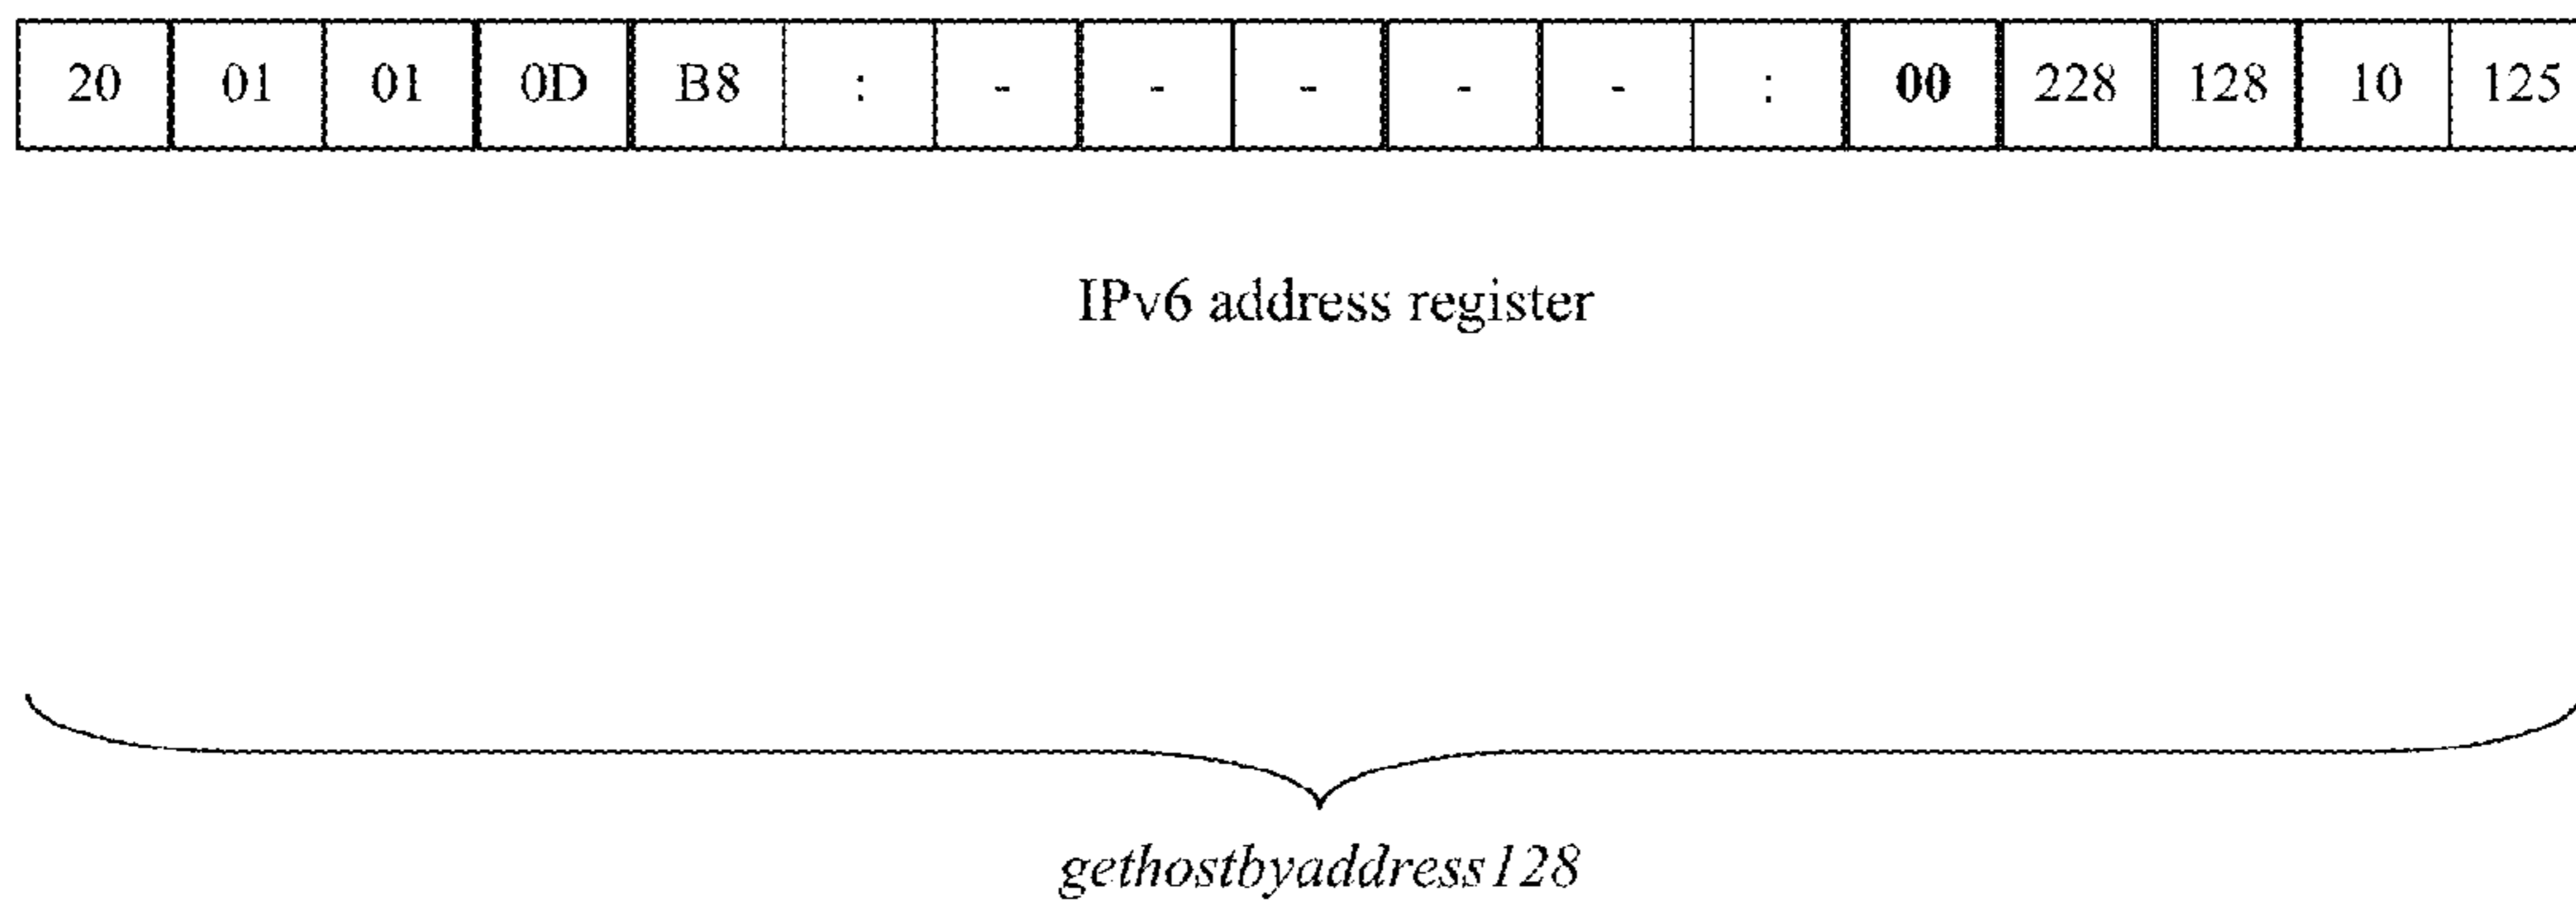 20 01 01 0D B8 : - - - - - : 00 228 128 10 125
IPv6 address register
gethostbyaddress128